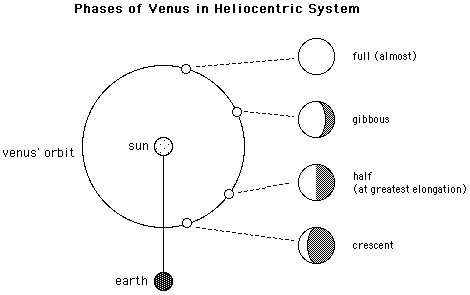 Phases of Venus in Heliocentric System
full (almost)
gibbous
sun
venus' orbit
half
(at greatest elongation)
crescent
earth